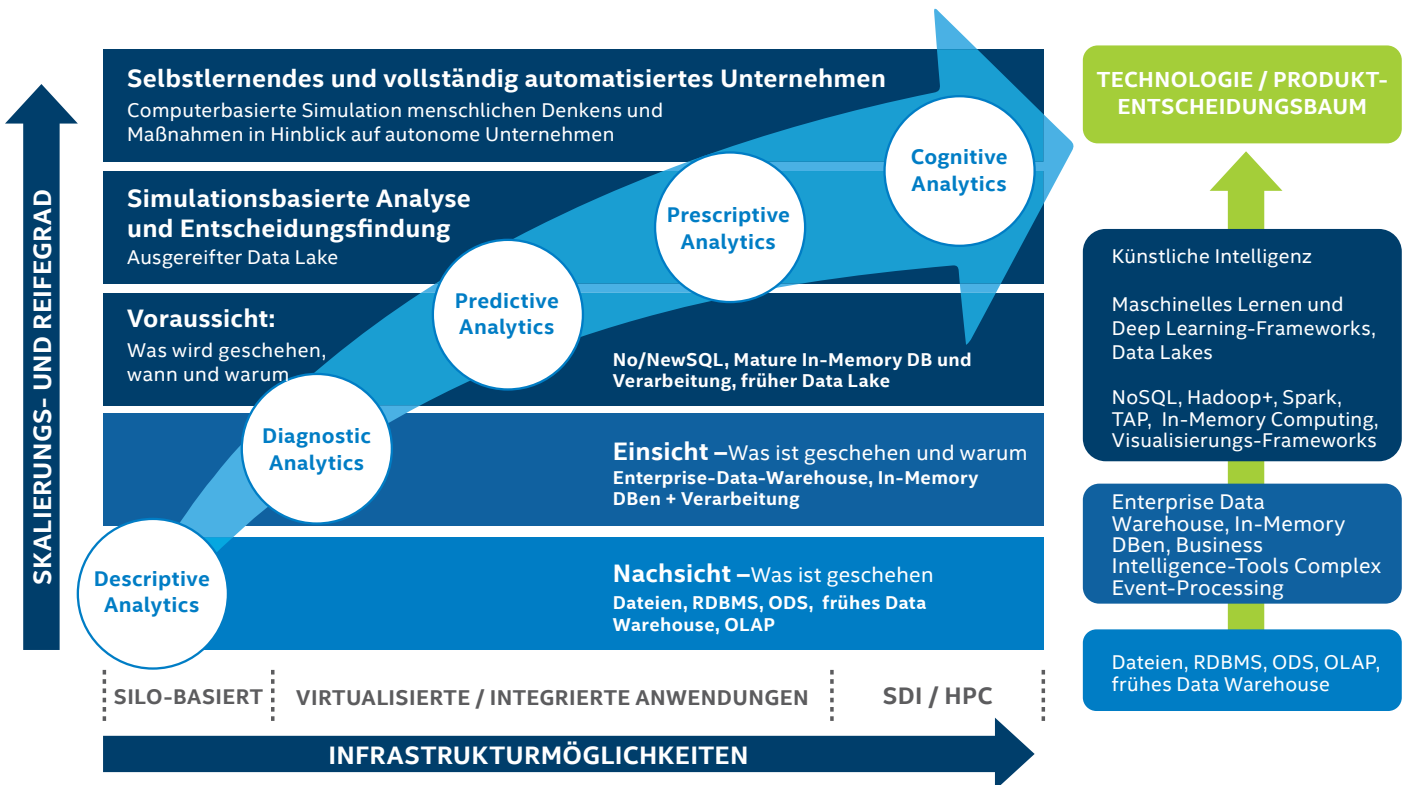 Selbstlernendes und vollständig automatisiertes Unternehmen
Computerbasierte Simulation menschlichen Denkens und
Maßnahmen in Hinblick auf autonome Unternehmen
Cognitive
Analytics
Simulationsbasierte Analyse
und Entscheidungsfindung
Ausgereifter Data Lake
Prescriptive
Analytics
Voraussicht:
Was wird geschehen,
wann und warum
Predictive
Analytics
No/NewSQL, Mature In-Memory DB und
Verarbeitung, früher Data Lake
Diagnostic
Analytics
Einsicht –Was ist geschehen und warum
Enterprise-Data-Warehouse, In-Memory
DBen + Verarbeitung
Descriptive
Analytics
Nachsicht –Was ist geschehen
Dateien, RDBMS, ODS, frühes Data
Warehouse, OLAP
SKALIERUNGS- UND REIFEGRAD
SILO-BASIERT
VIRTUALISIERTE / INTEGRIERTE ANWENDUNGEN
SDI / HPC
INFRASTRUKTURMÖGLICHKEITEN
TECHNOLOGIE / PRODUKT-
ENTSCHEIDUNGSBAUM
Künstliche Intelligenz
Maschinelles Lernen und
Deep Learning-Frameworks,
Data Lakes
NoSQL, Hadoop+, Spark,
TAP, In-Memory Computing,
Visualisierungs-Frameworks
Enterprise Data
Warehouse, In-Memory
DBen, Business
Intelligence-Tools Complex
Event-Processing
Dateien, RDBMS, ODS, OLAP,
frühes Data Warehouse